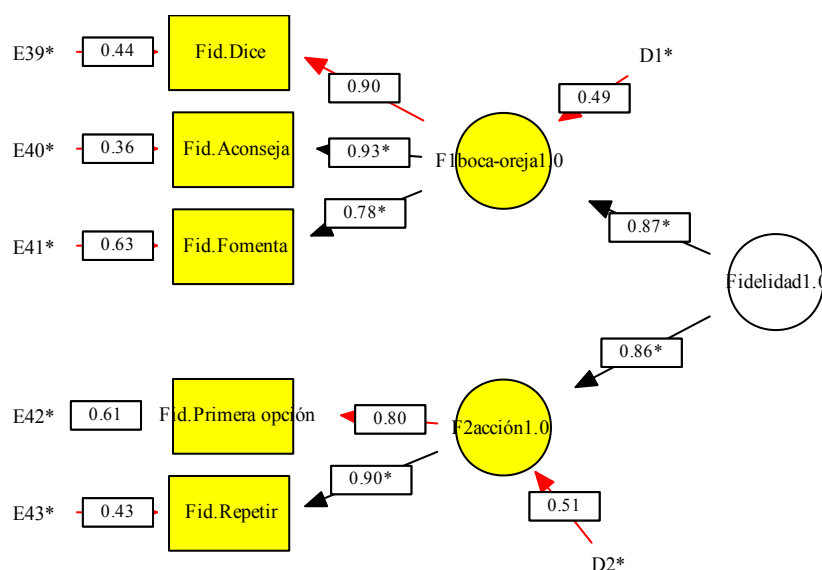 E39* 0.44 Fid.Dice 0.90 D1*
0.49
E40* 0.36 Fid.Aconseja 0.93* F1boca-oreja1.0
E41* 0.63 Fid.Fomenta 0.78*
0.87*
Fidelidad1.0
0.86*
E42* 0.61 Fid.Primera opción 0.80 F2acción1.0
0.90*
E43* 0.43 Fid.Repetir 0.51
D2*